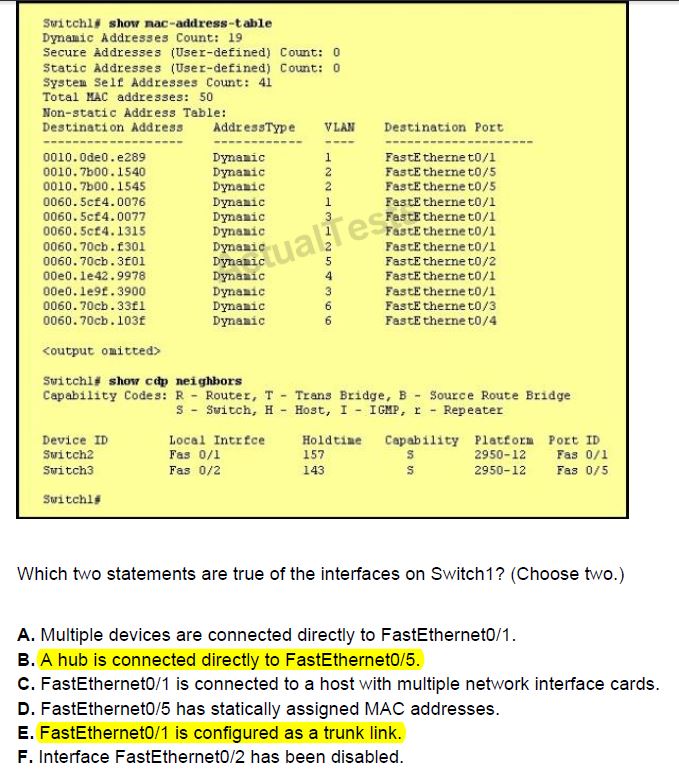 Switch1# show mac-address-table
Dynamic Addresses Count: 19
Secure Addresses (User-defined) Count: 0
Static Addresses (User-defined) Count: 0
System Self Addresses Count: 41
Total MAC addresses: 50
Non-static Address Table:
Destination Address AddressType VLAN Destination Port
------------------- ------------ ---- --------------------
0010.0de0.e289 Dynamic 1 FastEthernet0/1
0010.7b00.1540 Dynamic 2 FastEthernet0/5
0010.7b00.1545 Dynamic 2 FastEthernet0/5
0060.5cf4.0076 Dynamic 1 FastEthernet0/1
0060.5cf4.0077 Dynamic 3 FastEthernet0/1
0060.5cf4.1315 Dynamic 1 FastEthernet0/1
0060.70cb.f301 Dynamic 2 FastEthernet0/1
0060.70cb.3f01 Dynamic 5 FastEthernet0/2
00e0.1e42.9978 Dynamic 4 FastEthernet0/1
00e0.1e9f.3900 Dynamic 3 FastEthernet0/1
0060.70cb.33f1 Dynamic 6 FastEthernet0/3
0060.70cb.103f Dynamic 6 FastEthernet0/4
<output omitted>
Switch1# show cdp neighbors
Capability Codes: R - Router, T - Trans Bridge, B - Source Route Bridge
S - Switch, H - Host, I - IGMP, r - Repeater
Device ID Local Intrfce Holdtime Capability Platform Port ID
Switch2 Fas 0/1 157 S 2950-12 Fas 0/1
Switch3 Fas 0/2 143 S 2950-12 Fas 0/5
Switch1#
Which two statements are true of the interfaces on Switch1? (Choose two.)
A. Multiple devices are connected directly to FastEthernet0/1.
B. A hub is connected directly to FastEthernet0/5.
C. FastEthernet0/1 is connected to a host with multiple network interface cards.
D. FastEthernet0/5 has statically assigned MAC addresses.
E. FastEthernet0/1 is configured as a trunk link.
F. Interface FastEthernet0/2 has been disabled.